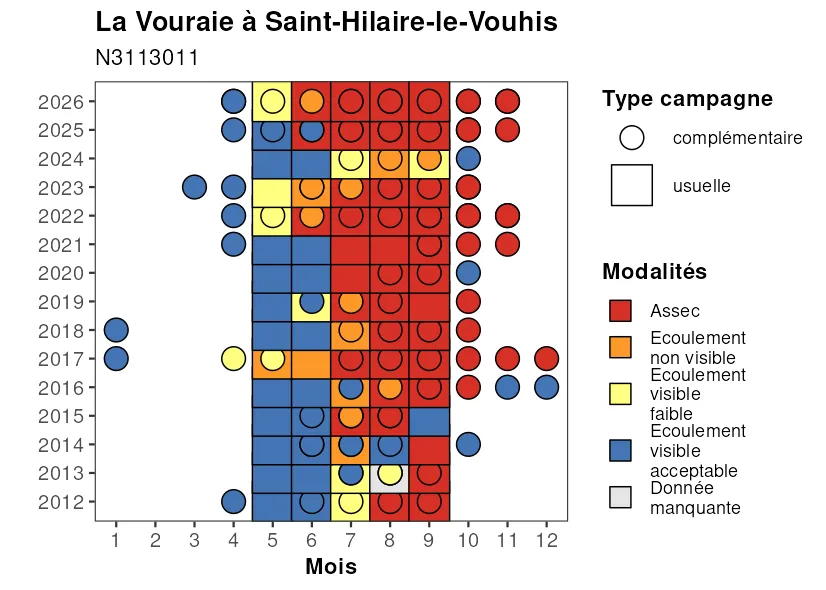 La Vouraie à Saint-Hilaire-le-Vouhis
N3113011
2026
2025
2024
2023
2022
2021
2020
2019
2018
2017
2016
2015
2014
2013
2012
1 2 3 4 5 6 7 8 9 10 11 12
Mois
Type campagne
complémentaire
usuelle
Modalités
Assec
Ecoulement
non visible
Ecoulement
visible
faible
Ecoulement
visible
acceptable
Donnée
manquante